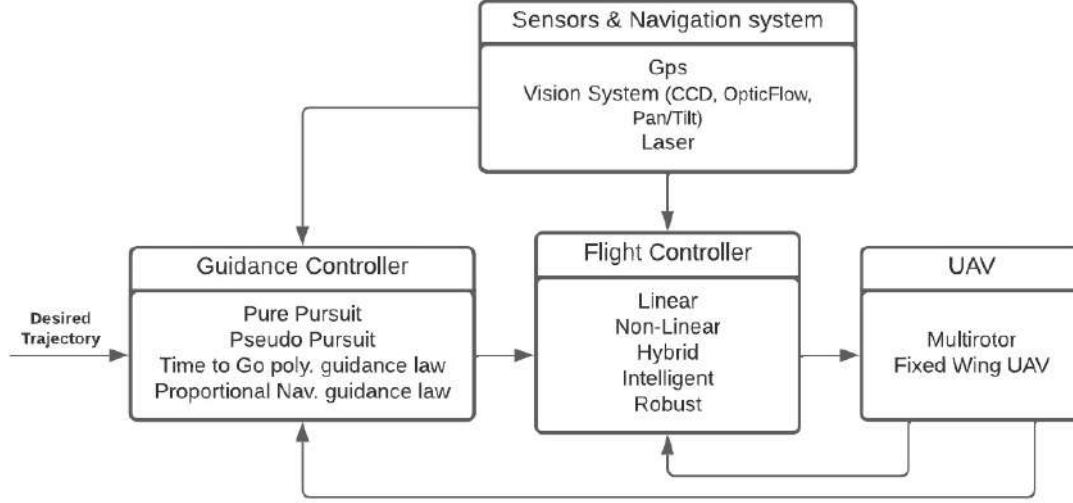 Sensors & Navigation system
Gps
Vision System (CCD, OpticFlow,
Pan/Tilt)
Laser
Desired
Trajectory
Guidance Controller
Pure Pursuit
Pseudo Pursuit
Time to Go poly. guidance law
Proportional Nav. guidance law
Flight Controller
Linear
Non-Linear
Hybrid
Intelligent
Robust
UAV
Multirotor
Fixed Wing UAV